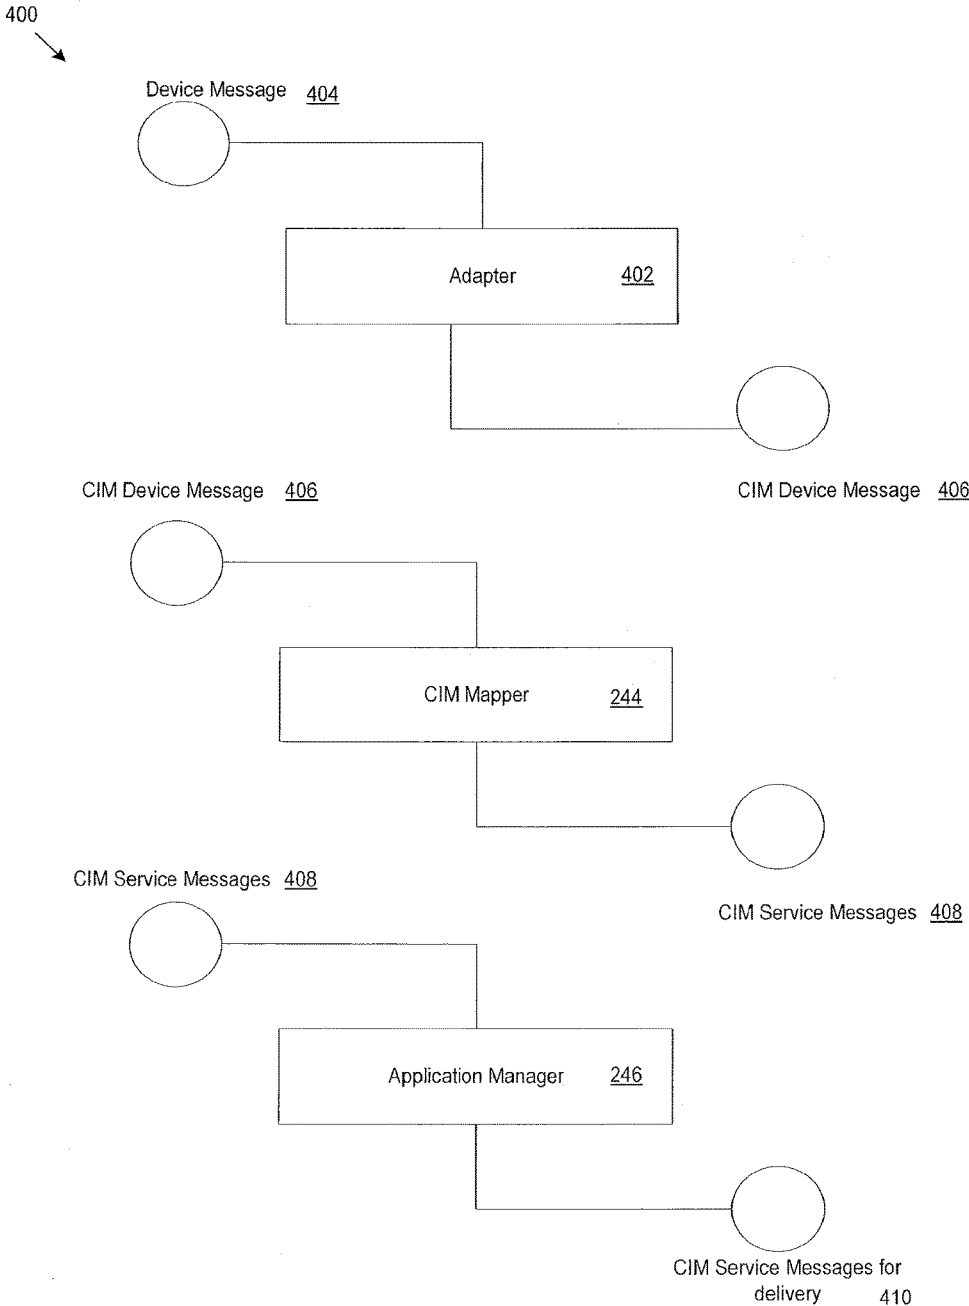 400
Device Message 404
Adapter 402
CIM Device Message 406
CIM Device Message 406
CIM Mapper 244
CIM Service Messages 408
CIM Service Messages 408
Application Manager 246
CIM Service Messages for
delivery 410